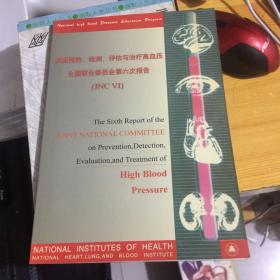 National High Blood Pressure Education Program
美国预防、检测、评估与治疗高血压
全国联合委员会第六次报告
(JNC VI)
The Sixth Report of the
JOINT NATIONAL COMMITTEE
on Prevention,Detection,
Evaluation,and Treatment of
High Blood
Pressure
NATIONAL INSTITUTES OF HEALTH
NATIONAL HEART,LUNG,AND BLOOD INSTITUTE